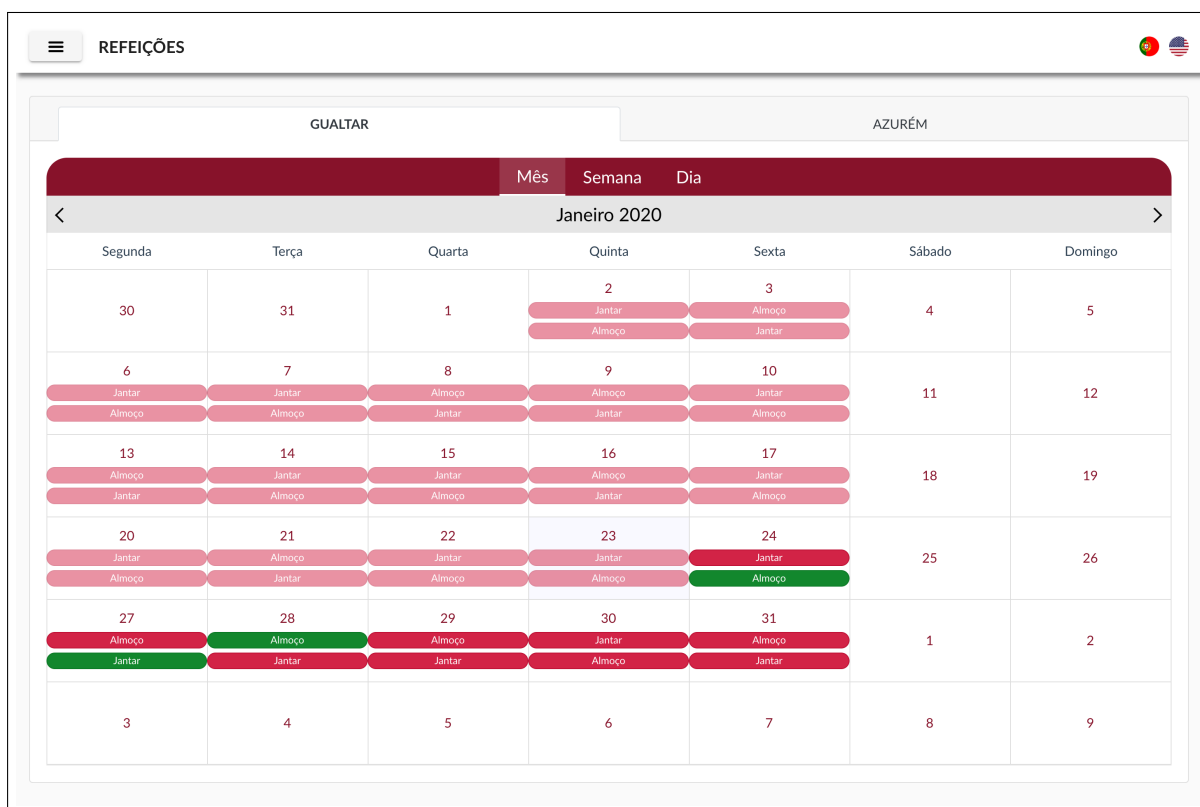 REFEIÇÕES
GUALTAR AZURÉM
Mês Semana Dia
Janeiro 2020
Segunda Terça Quarta Quinta Sexta Sábado Domingo
30 31 1 2 3 4 5
Jantar Almoço
Almoço Jantar
6 7 8 9 10 11 12
Jantar Jantar Almoço Almoço Jantar
Almoço Almoço Jantar Jantar Almoço
13 14 15 16 17 18 19
Almoço Jantar Jantar Almoço Jantar
Jantar Almoço Almoço Jantar Almoço
20 21 22 23 24 25 26
Jantar Almoço Jantar Jantar Jantar
Almoço Jantar Almoço Almoço Almoço
27 28 29 30 31 1 2
Almoço Almoço Almoço Jantar Almoço
Jantar Jantar Jantar Almoço Jantar
3 4 5 6 7 8 9